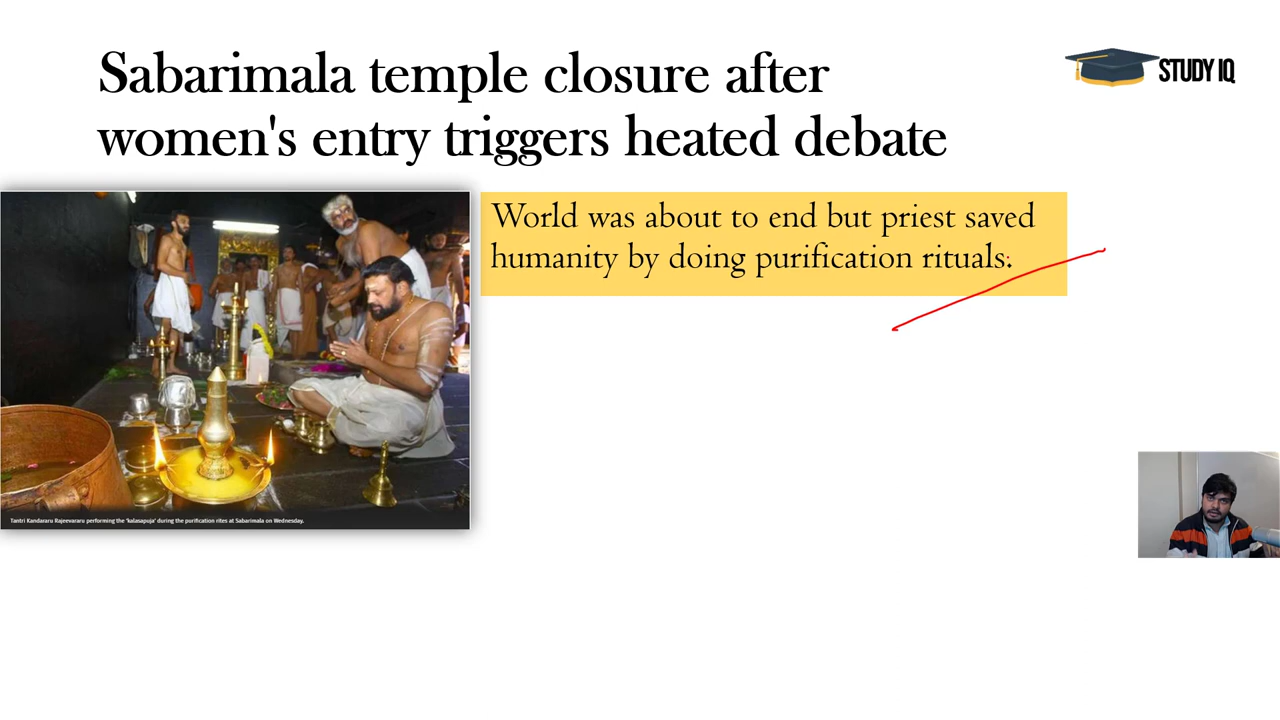 Sabarimala temple closure after
women's entry triggers heated debate
STUDY IQ
World was about to end but priest saved
humanity by doing purification rituals.
Tantri Kandararu Rajeevararu performing the 'kalasapuja' during the purification rites at Sabarimala on Wednesday.